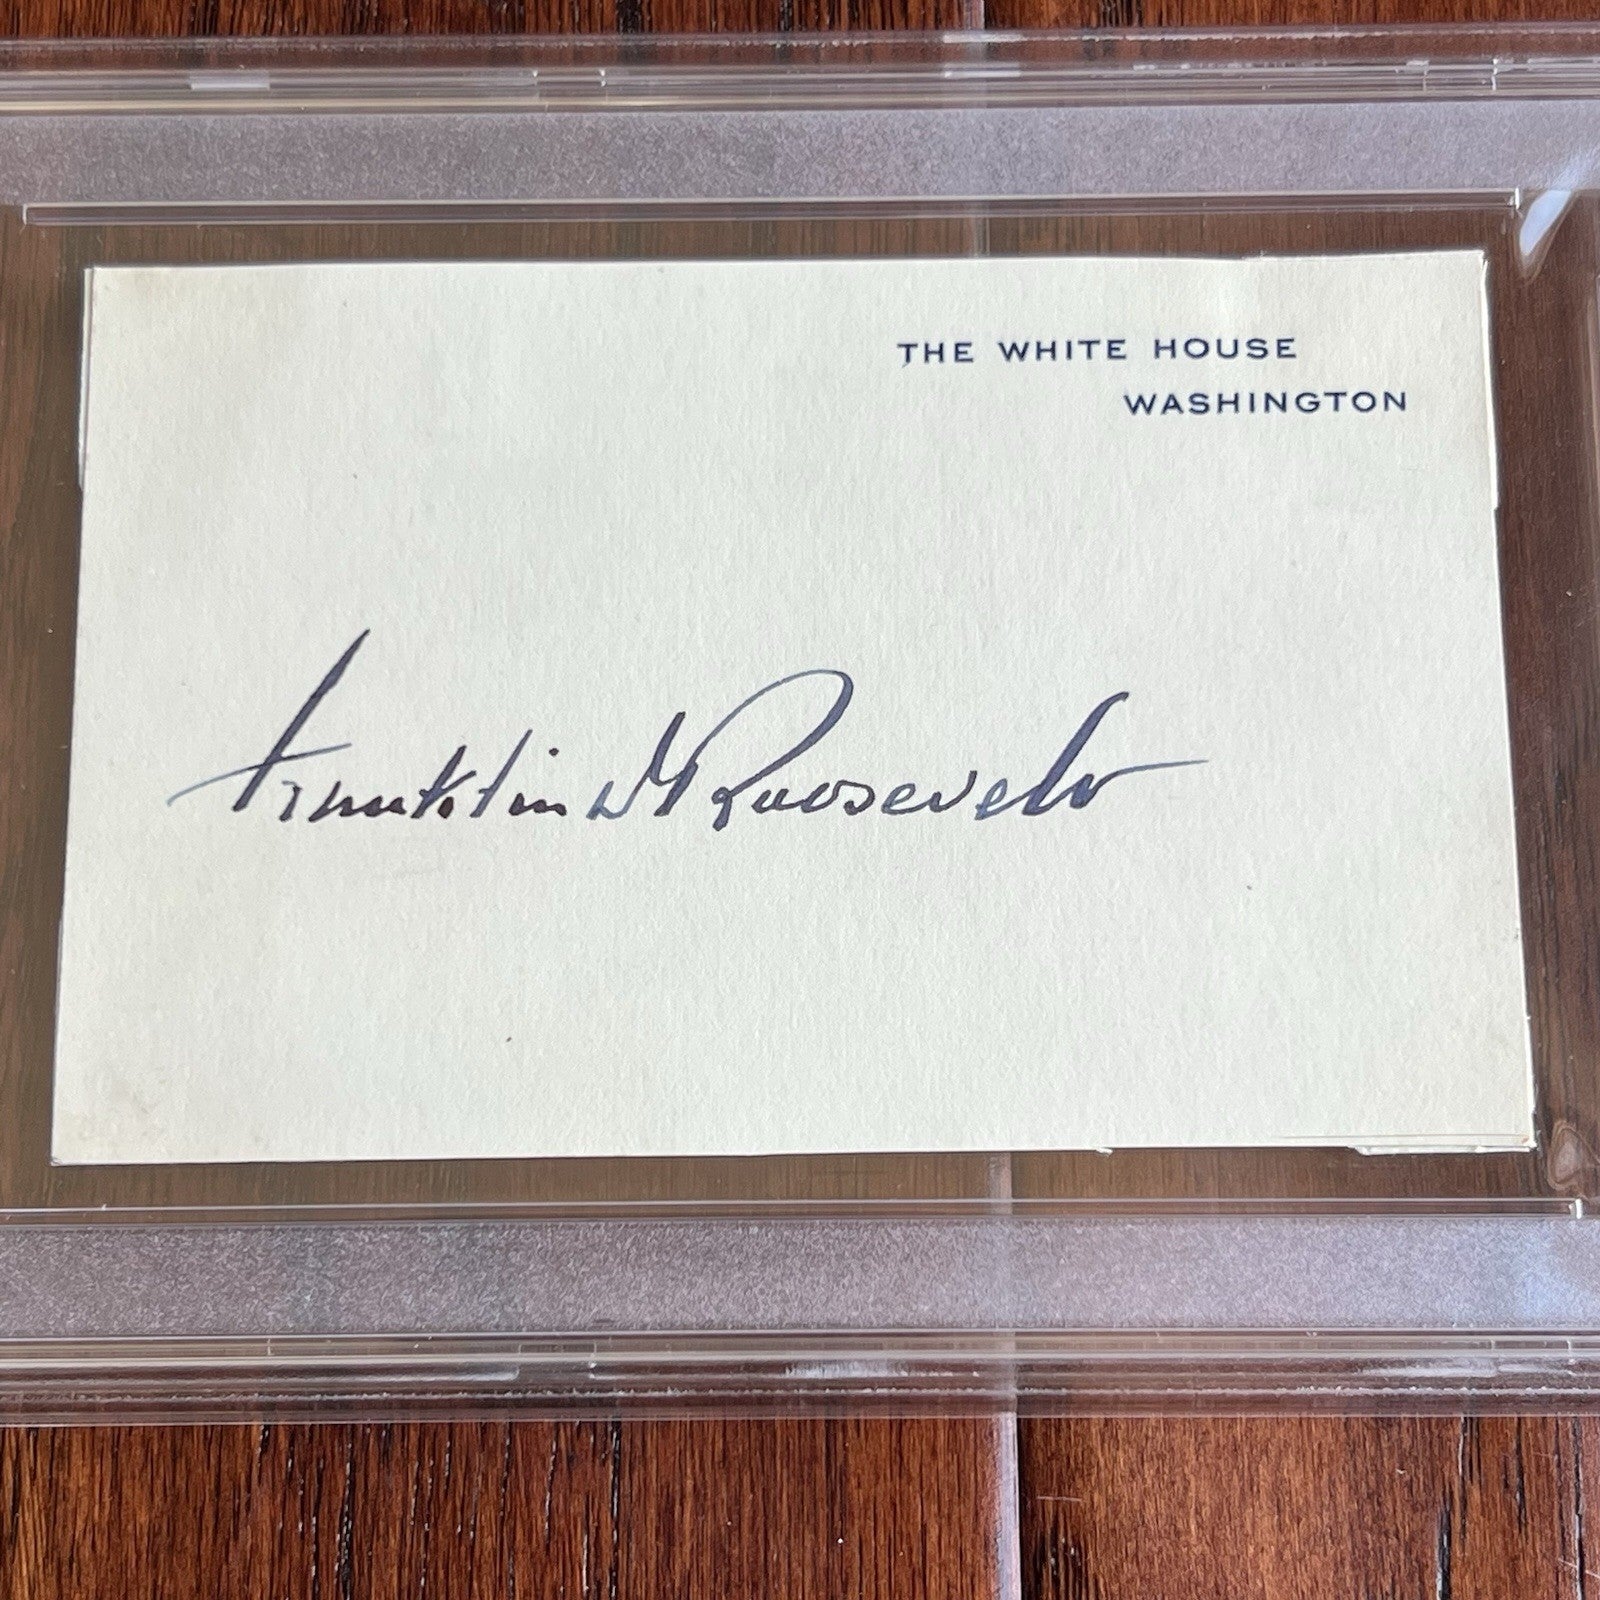 THE WHITE HOUSE
WASHINGTON
Franklin D Roosevelt